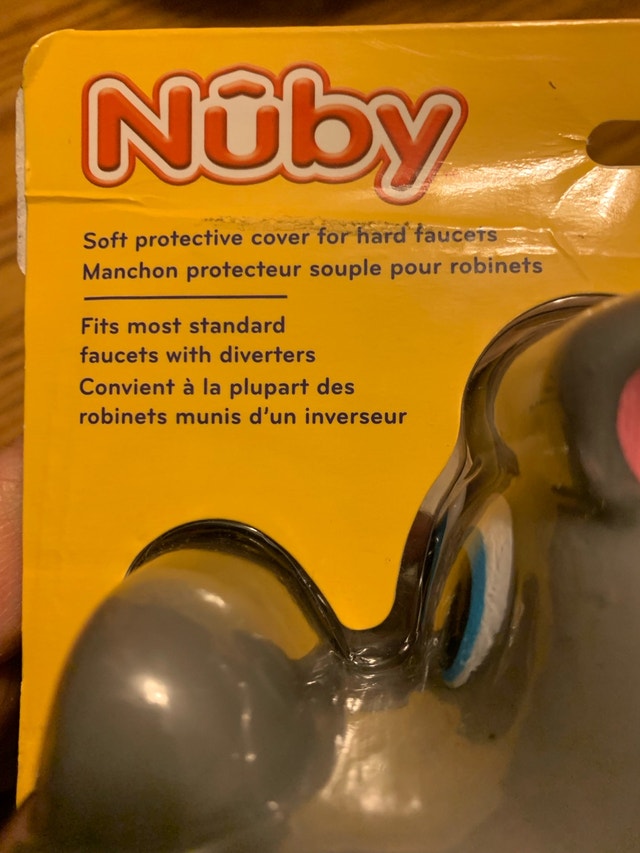 Nûby
Soft protective cover for hard faucets
Manchon protecteur souple pour robinets
Fits most standard
faucets with diverters
Convient à la plupart des
robinets munis d'un inverseur